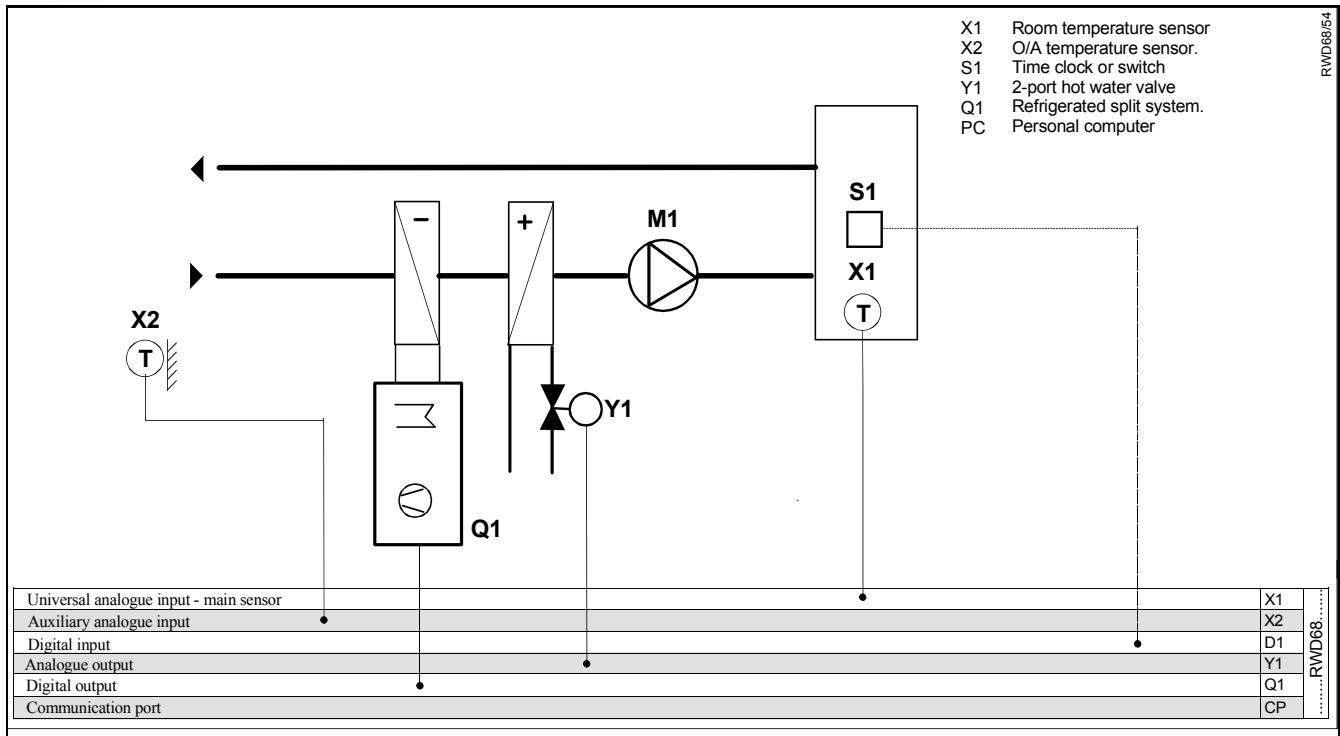 X1 Room temperature sensor
X2 O/A temperature sensor.
S1 Time clock or switch
Y1 2-port hot water valve
Q1 Refrigerated split system.
PC Personal computer
RWD68/54
S1
M1
X1
T
X2
T
Y1
Q1
Universal analogue input - main sensor X1
Auxiliary analogue input X2
Digital input D1
Analogue output Y1
Digital output Q1
Communication port CP
........RWD68......